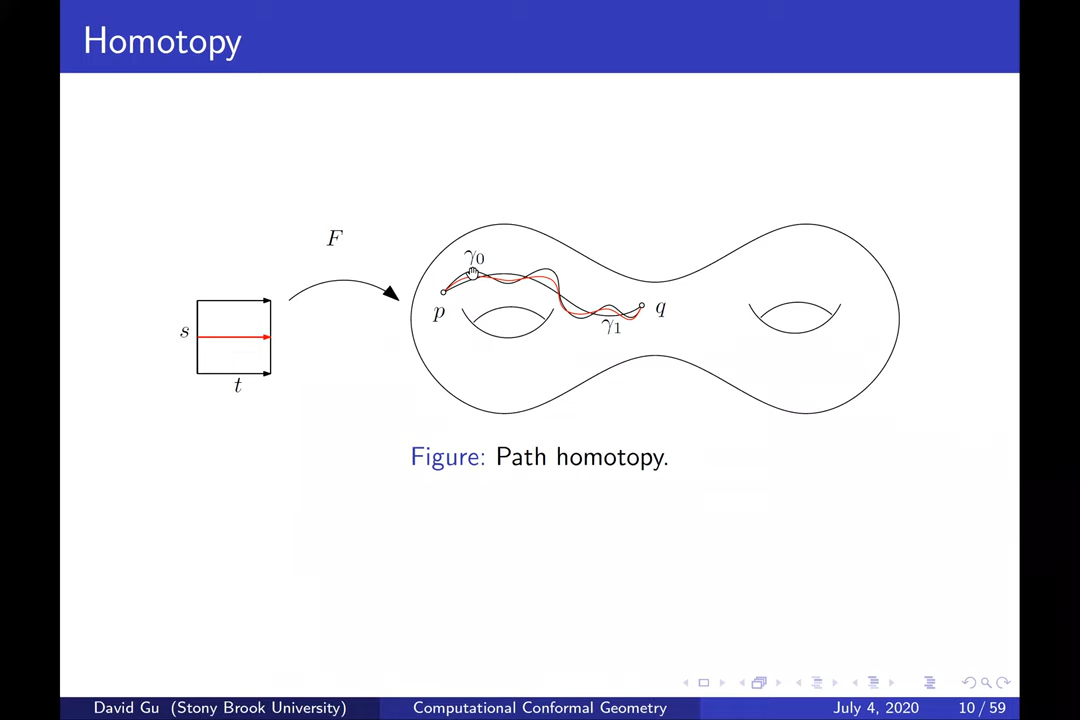 Homotopy
F
γ0
p
q
γ1
s
t
Figure: Path homotopy.
David Gu (Stony Brook University)
Computational Conformal Geometry
July 4, 2020
10 / 59